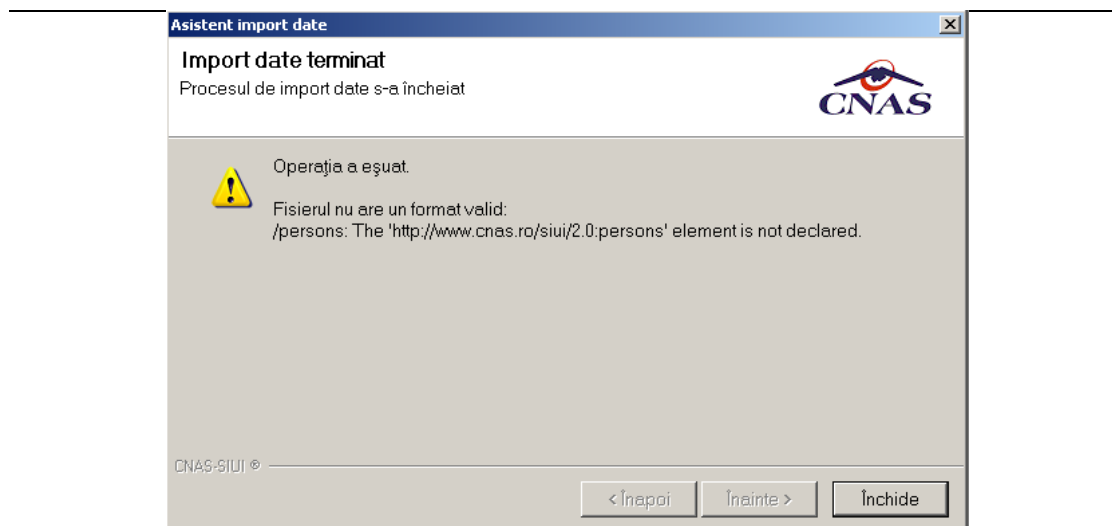 Asistent import date
Import date terminat
Procesul de import date s-a încheiat
CNAS
Operaţia a eşuat.
Fisierul nu are un format valid:
/persons: The 'http://www.cnas.ro/siui/2.0:persons' element is not declared.
CNAS-SIUI ®
< Înapoi
Înainte >
Închide